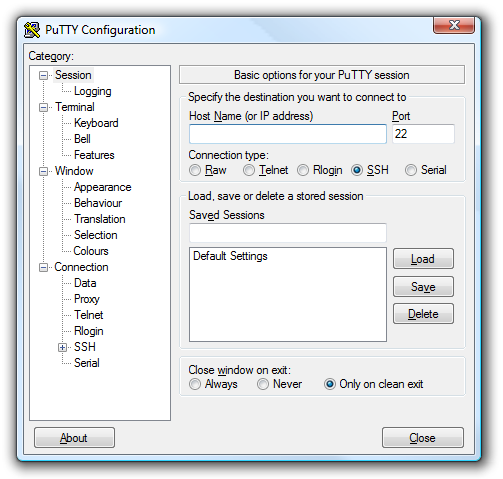 PuTTY Configuration
Category:
Session
Logging
Terminal
Keyboard
Bell
Features
Window
Appearance
Behaviour
Translation
Selection
Colours
Connection
Data
Proxy
Telnet
Rlogin
SSH
Serial
Basic options for your PuTTY session
Specify the destination you want to connect to
Host Name (or IP address) Port
22
Connection type:
Raw Telnet Rlogin SSH Serial
Load, save or delete a stored session
Saved Sessions
Default Settings
Load
Save
Delete
Close window on exit:
Always Never Only on clean exit
About Close